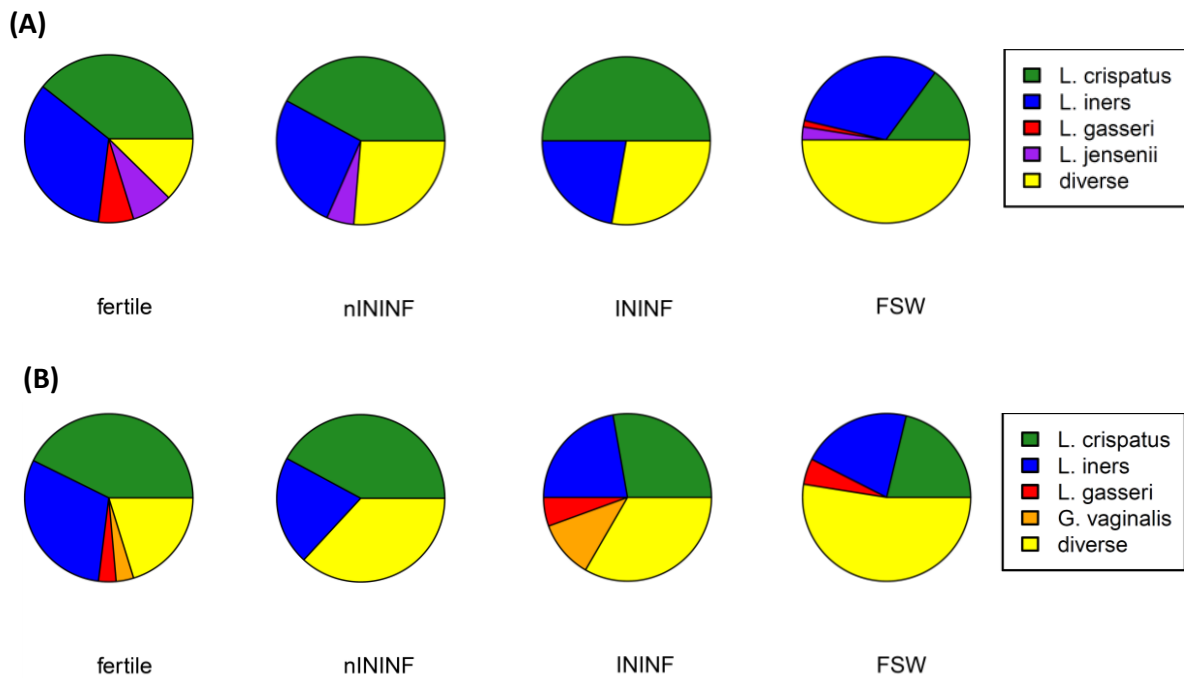 (A)
L. crispatus
L. iners
L. gasseri
L. jensenii
diverse
fertile
nININF
ININF
FSW
(B)
L. crispatus
L. iners
L. gasseri
G. vaginalis
diverse
fertile
nININF
ININF
FSW